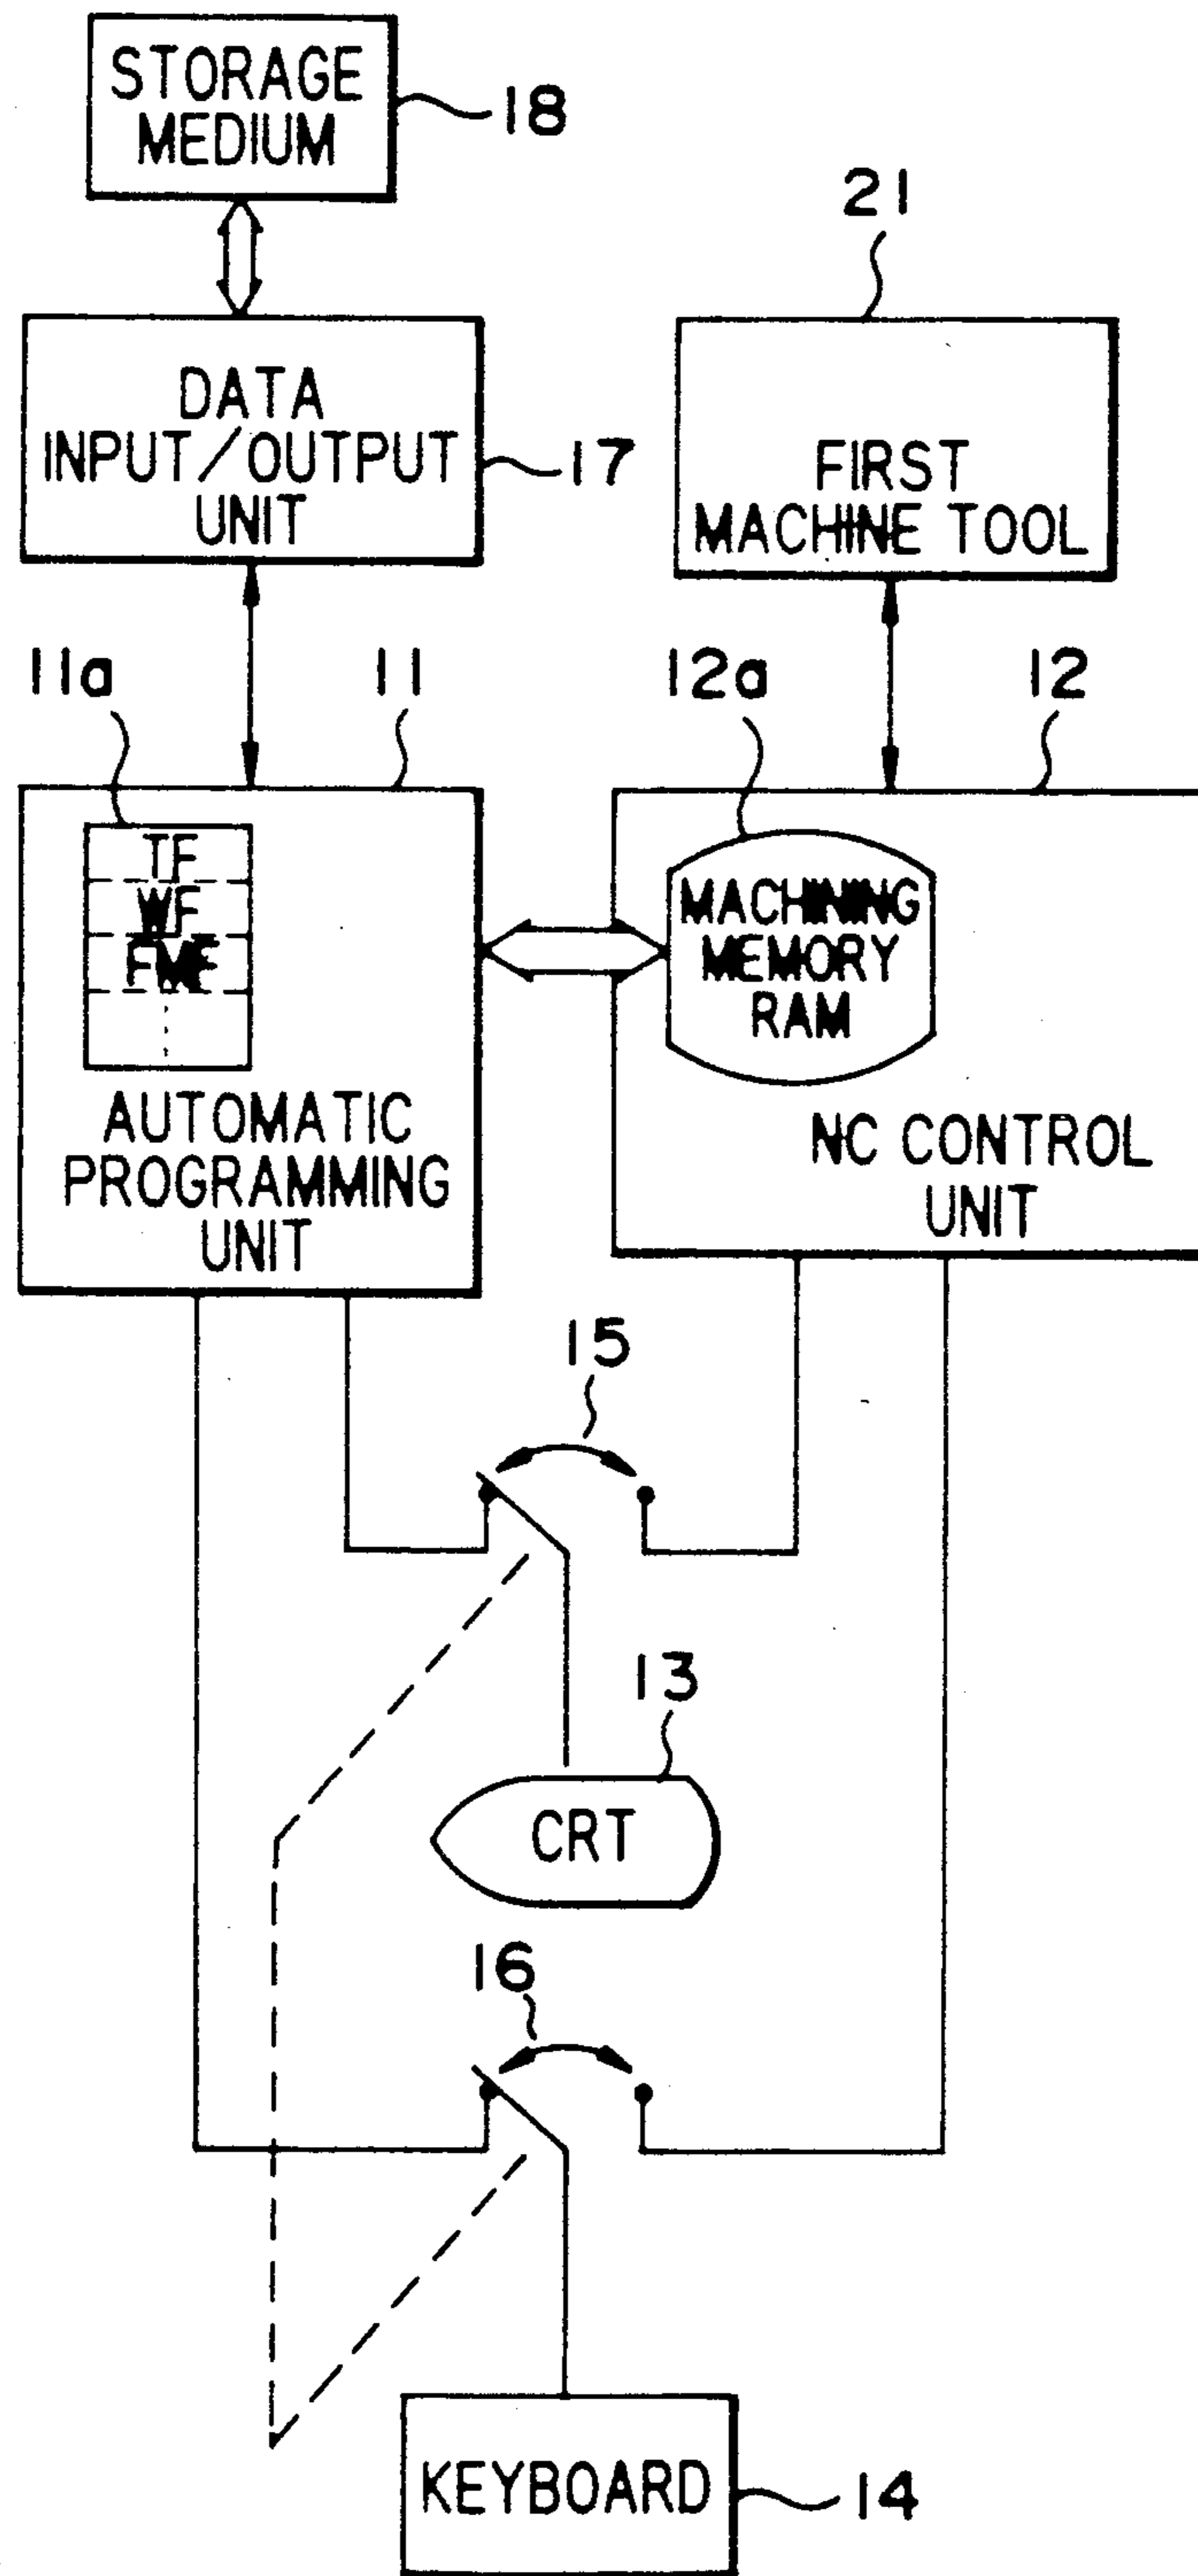 STORAGE
MEDIUM
18
21
DATA
INPUT/OUTPUT
UNIT
17
FIRST
MACHINE TOOL
11a
11
12a
12
TF
WF
FMF
MACHINING
MEMORY
RAM
AUTOMATIC
PROGRAMMING
UNIT
NC CONTROL
UNIT
15
13
CRT
16
KEYBOARD
14